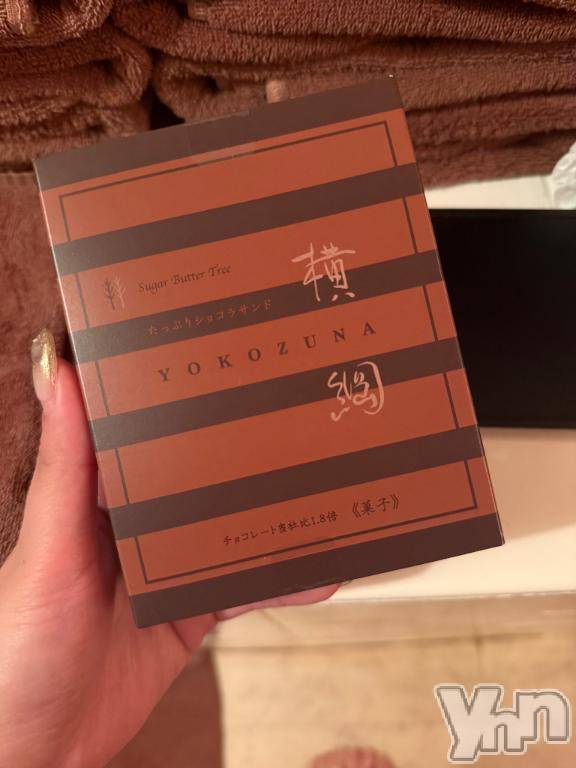 Sugar Butter Tree
たっぷりショコラサンド
YOKOZUNA
横綱
チョコレート当社比1.8倍 《菓子》
Ynn